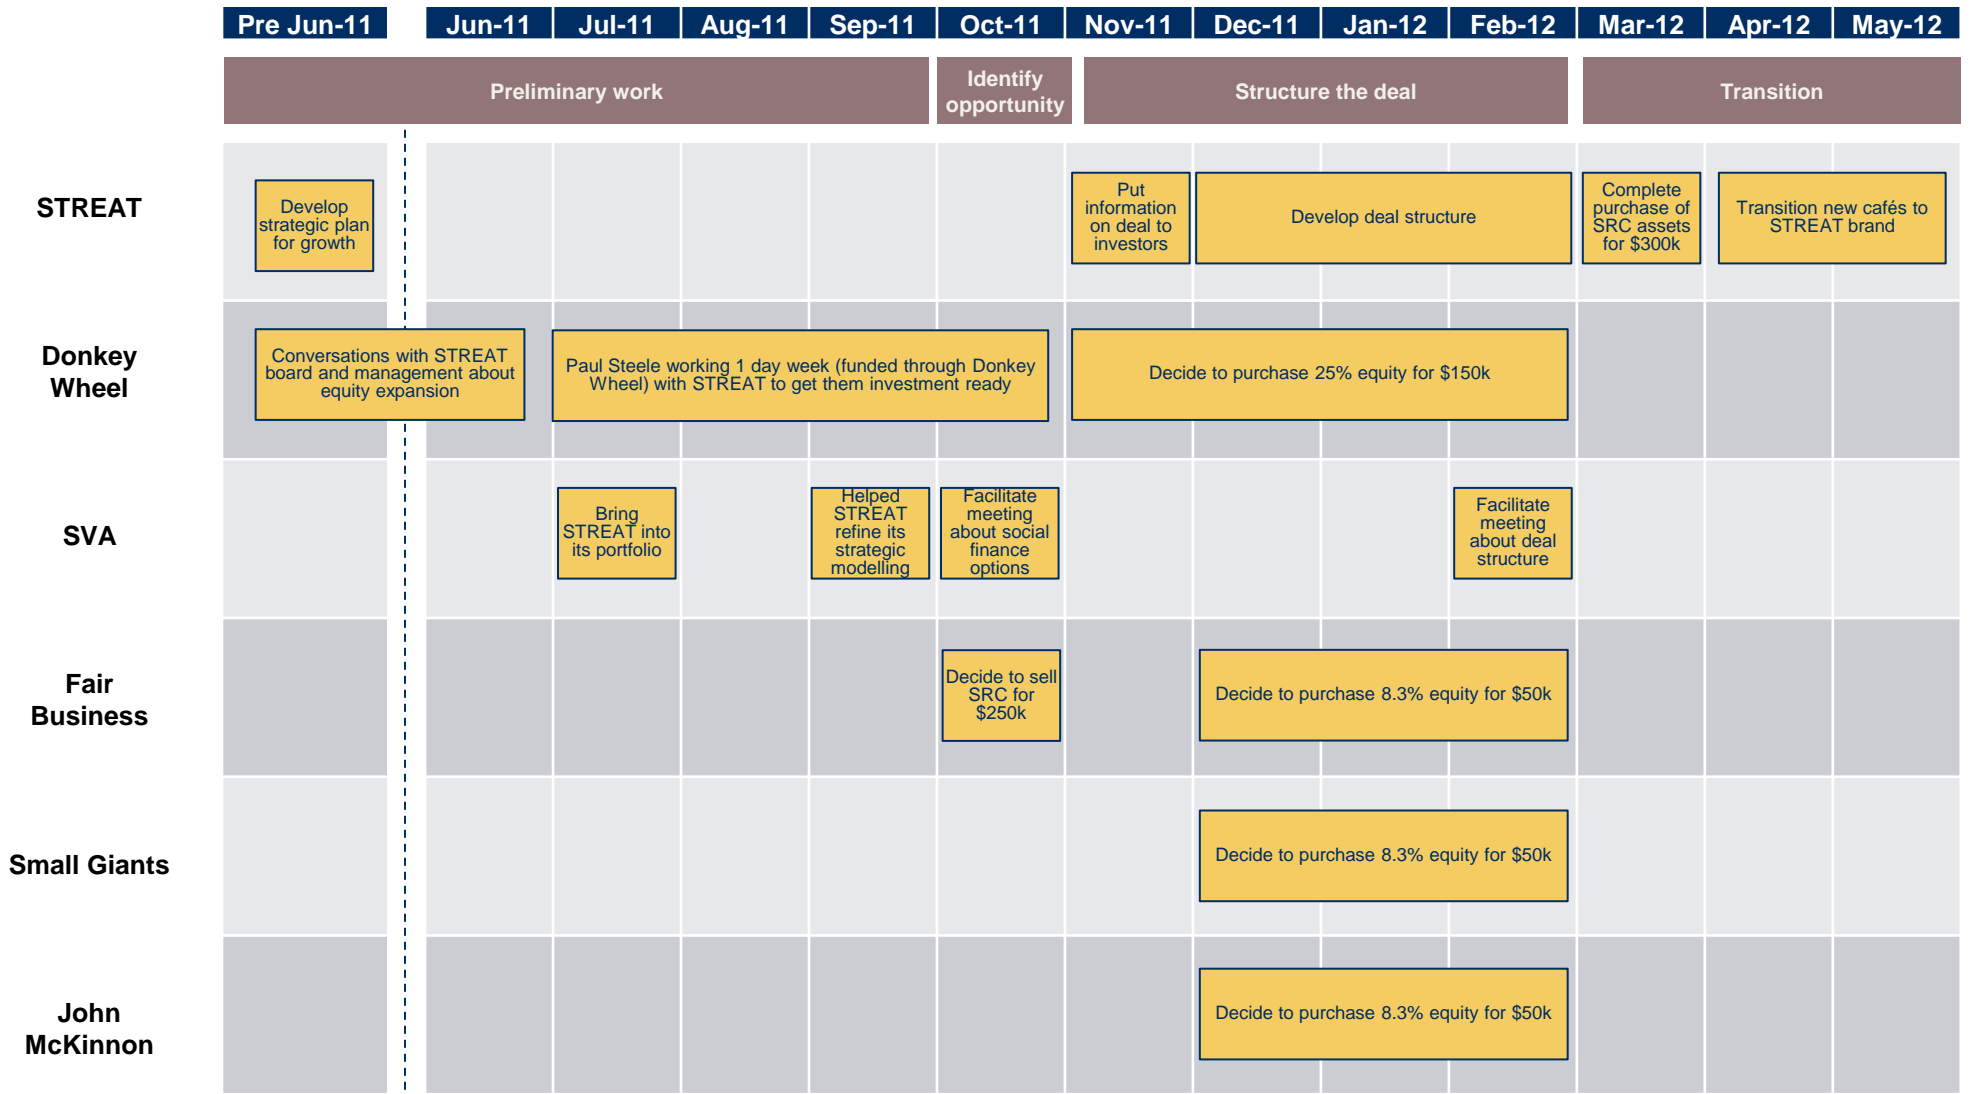 Pre Jun-11 Jun-11 Jul-11 Aug-11 Sep-11 Oct-11 Nov-11 Dec-11 Jan-12 Feb-12 Mar-12 Apr-12 May-12
Preliminary work
Identify
opportunity
Structure the deal
Transition
STREAT
Develop
strategic plan
for growth
Put
information
on deal to
investors
Develop deal structure
Complete
purchase of
SRC assets
for $300k
Transition new cafés to
STREAT brand
Donkey
Wheel
Conversations with STREAT
board and management about
equity expansion
Paul Steele working 1 day week (funded through Donkey
Wheel) with STREAT to get them investment ready
Decide to purchase 25% equity for $150k
SVA
Bring
STREAT into
its portfolio
Helped
STREAT
refine its
strategic
modelling
Facilitate
meeting
about social
finance
options
Facilitate
meeting
about deal
structure
Fair
Business
Decide to sell
SRC for
$250k
Decide to purchase 8.3% equity for $50k
Small Giants
Decide to purchase 8.3% equity for $50k
John
McKinnon
Decide to purchase 8.3% equity for $50k